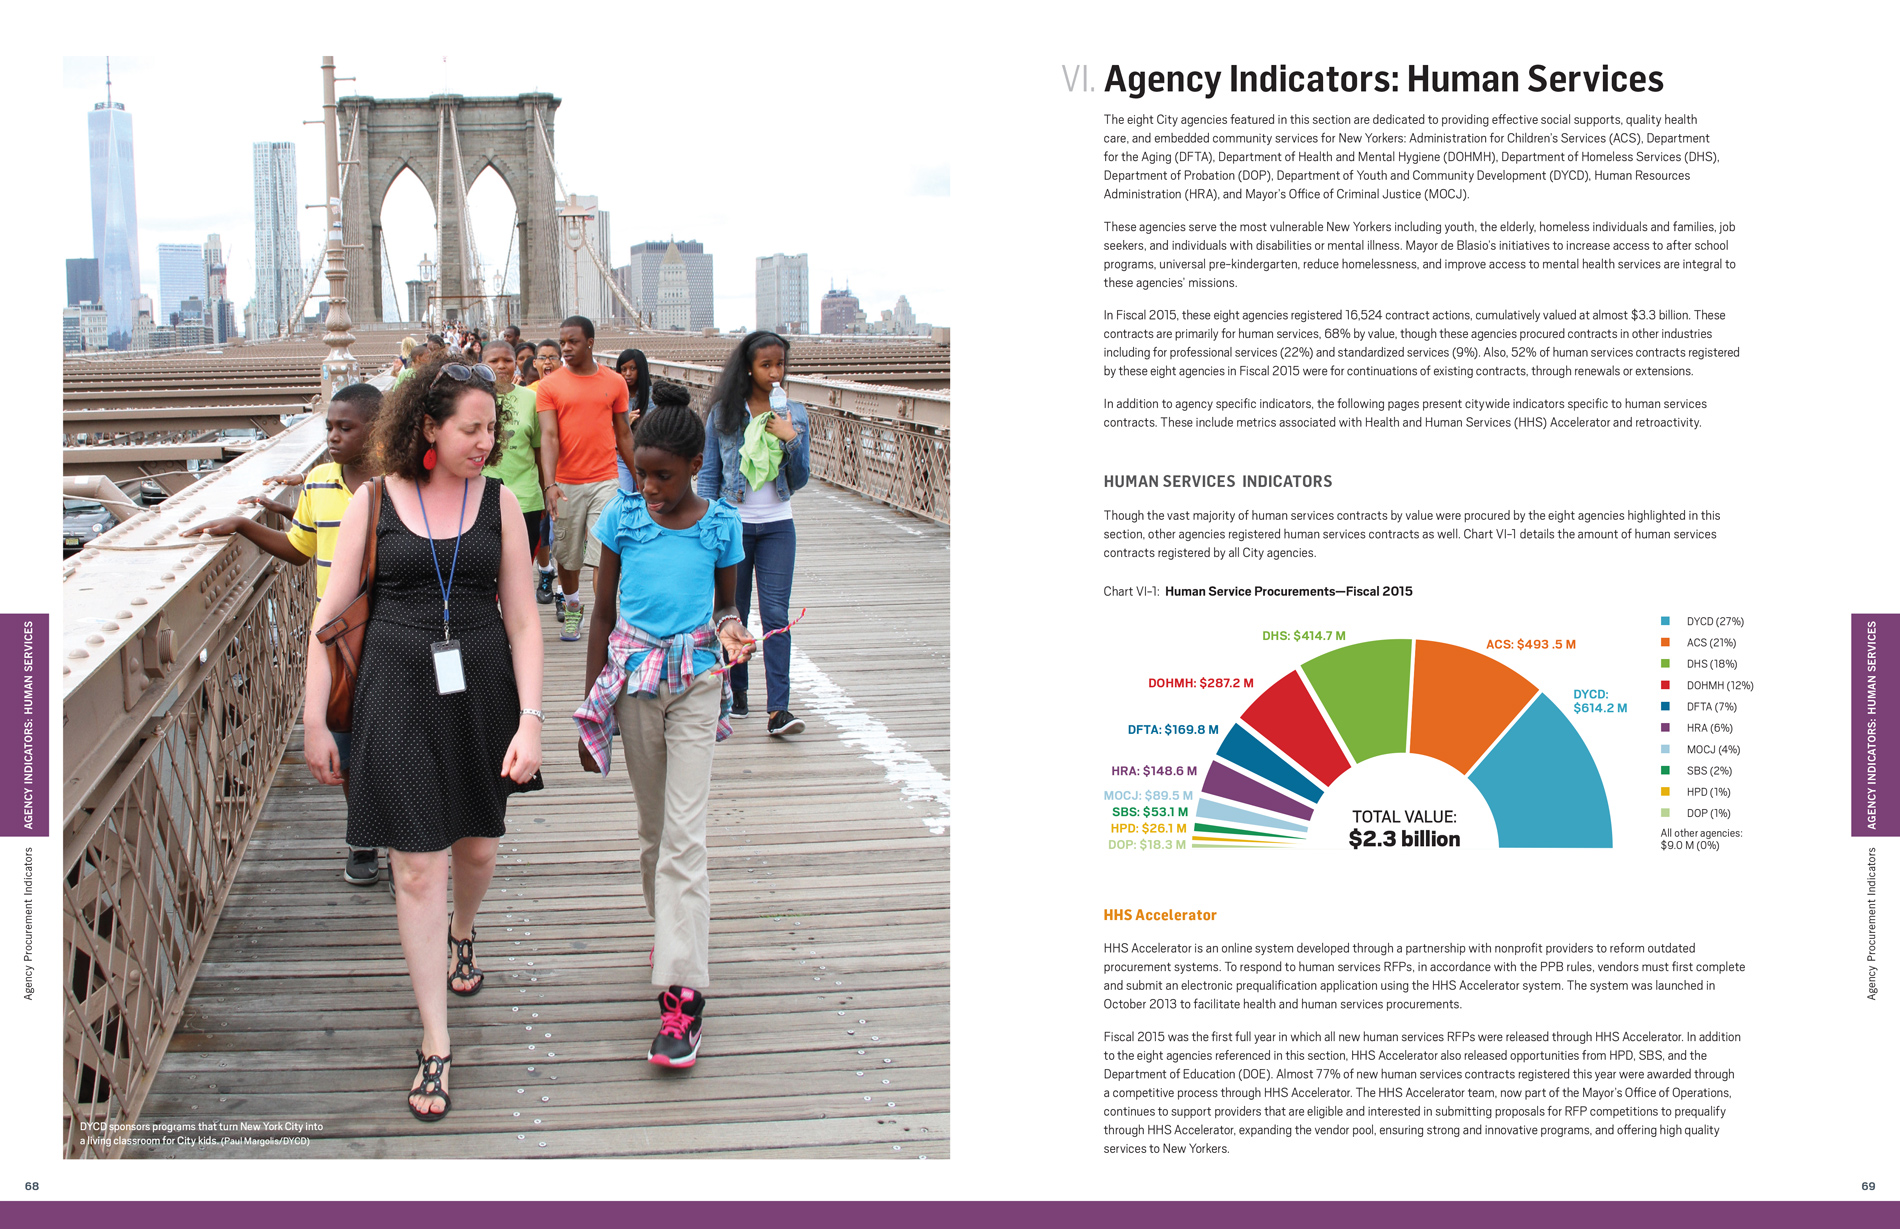 AGENCY INDICATORS: HUMAN SERVICES
Agency Procurement Indicators
DYCD sponsors programs that turn New York City into
a living classroom for City kids. (Paul Margolis/DYCD)
68
VI. Agency Indicators: Human Services
The eight City agencies featured in this section are dedicated to providing effective social supports, quality health
care, and embedded community services for New Yorkers: Administration for Children's Services (ACS), Department
for the Aging (DFTA), Department of Health and Mental Hygiene (DOHMH), Department of Homeless Services (DHS),
Department of Probation (DOP), Department of Youth and Community Development (DYCD), Human Resources
Administration (HRA), and Mayor's Office of Criminal Justice (MOCJ).
These agencies serve the most vulnerable New Yorkers including youth, the elderly, homeless individuals and families, job
seekers, and individuals with disabilities or mental illness. Mayor de Blasio's initiatives to increase access to after school
programs, universal pre-kindergarten, reduce homelessness, and improve access to mental health services are integral to
these agencies' missions.
In Fiscal 2015, these eight agencies registered 16,524 contract actions, cumulatively valued at almost $3.3 billion. These
contracts are primarily for human services, 68% by value, though these agencies procured contracts in other industries
including for professional services (22%) and standardized services (9%). Also, 52% of human services contracts registered
by these eight agencies in Fiscal 2015 were for continuations of existing contracts, through renewals or extensions.
In addition to agency specific indicators, the following pages present citywide indicators specific to human services
contracts. These include metrics associated with Health and Human Services (HHS) Accelerator and retroactivity.
HUMAN SERVICES INDICATORS
Though the vast majority of human services contracts by value were procured by the eight agencies highlighted in this
section, other agencies registered human services contracts as well. Chart VI-1 details the amount of human services
contracts registered by all City agencies.
Chart VI-1: Human Service Procurements—Fiscal 2015
DHS: $414.7 M
ACS: $493 .5 M
DOHMH: $287.2 M
DYCD:
$614.2 M
DFTA: $169.8 M
HRA: $148.6 M
MOCJ: $89.5 M
SBS: $53.1 M
HPD: $26.1 M
DOP: $18.3 M
TOTAL VALUE:
$2.3 billion
DYCD (27%)
ACS (21%)
DHS (18%)
DOHMH (12%)
DFTA (7%)
HRA (6%)
MOCJ (4%)
SBS (2%)
HPD (1%)
DOP (1%)
All other agencies:
$9.0 M (0%)
HHS Accelerator
HHS Accelerator is an online system developed through a partnership with nonprofit providers to reform outdated
procurement systems. To respond to human services RFPs, in accordance with the PPB rules, vendors must first complete
and submit an electronic prequalification application using the HHS Accelerator system. The system was launched in
October 2013 to facilitate health and human services procurements.
Fiscal 2015 was the first full year in which all new human services RFPs were released through HHS Accelerator. In addition
to the eight agencies referenced in this section, HHS Accelerator also released opportunities from HPD, SBS, and the
Department of Education (DOE). Almost 77% of new human services contracts registered this year were awarded through
a competitive process through HHS Accelerator. The HHS Accelerator team, now part of the Mayor's Office of Operations,
continues to support providers that are eligible and interested in submitting proposals for RFP competitions to prequalify
through HHS Accelerator, expanding the vendor pool, ensuring strong and innovative programs, and offering high quality
services to New Yorkers.
AGENCY INDICATORS: HUMAN SERVICES
Agency Procurement Indicators
69